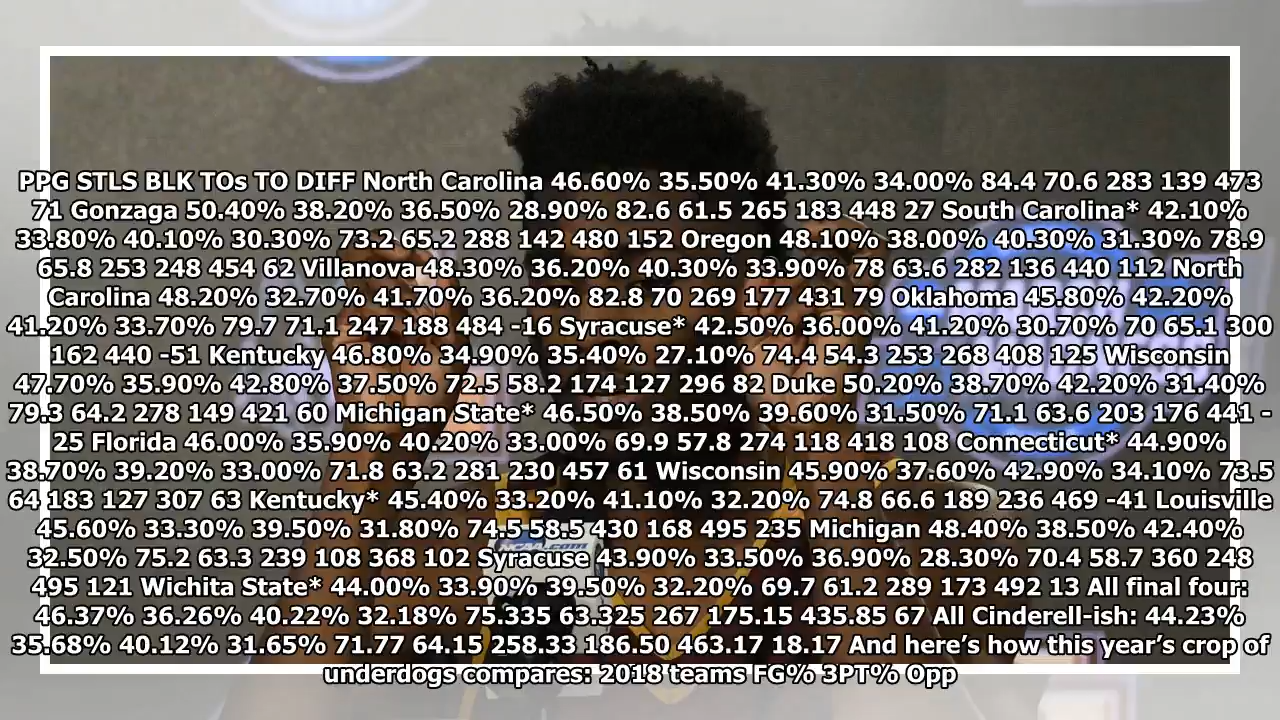 PPG STLS BLK TOs TO DIFF North Carolina 46.60% 35.50% 41.30% 34.00% 84.4 70.6 283 139 473
71 Gonzaga 50.40% 38.20% 36.50% 28.90% 82.6 61.5 265 183 448 27 South Carolina* 42.10%
33.80% 40.10% 30.30% 73.2 65.2 288 142 480 152 Oregon 48.10% 38.00% 40.30% 31.30% 78.9
65.8 253 248 454 62 Villanova 48.30% 36.20% 40.30% 33.90% 78 63.6 282 136 440 112 North
Carolina 48.20% 32.70% 41.70% 36.20% 82.8 70 269 177 431 79 Oklahoma 45.80% 42.20%
41.20% 33.70% 79.7 71.1 247 188 484 -16 Syracuse* 42.50% 36.00% 41.20% 30.70% 70 65.1 300
162 440 -51 Kentucky 46.80% 34.90% 35.40% 27.10% 74.4 54.3 253 268 408 125 Wisconsin
47.70% 35.90% 42.80% 37.50% 72.5 58.2 174 127 296 82 Duke 50.20% 38.70% 42.20% 31.40%
79.3 64.2 278 149 421 60 Michigan State* 46.50% 38.50% 39.60% 31.50% 71.1 63.6 203 176 441 -
25 Florida 46.00% 35.90% 40.20% 33.00% 69.9 57.8 274 118 418 108 Connecticut* 44.90%
38.70% 39.20% 33.00% 71.8 63.2 281 230 457 61 Wisconsin 45.90% 37.60% 42.90% 34.10% 73.5
64 183 127 307 63 Kentucky* 45.40% 33.20% 41.10% 32.20% 74.8 66.6 189 236 469 -41 Louisville
45.60% 33.30% 39.50% 31.80% 74.5 58.5 430 168 495 235 Michigan 48.40% 38.50% 42.40%
32.50% 75.2 63.3 239 108 368 102 Syracuse 43.90% 33.50% 36.90% 28.30% 70.4 58.7 360 248
495 121 Wichita State* 44.00% 33.90% 39.50% 32.20% 69.7 61.2 289 173 492 13 All final four:
46.37% 36.26% 40.22% 32.18% 75.335 63.325 267 175.15 435.85 67 All Cinderell-ish: 44.23%
35.68% 40.12% 31.65% 71.77 64.15 258.33 186.50 463.17 18.17 And here’s how this year’s crop of
underdogs compares: 2018 teams FG% 3PT% Opp
NCAA.com